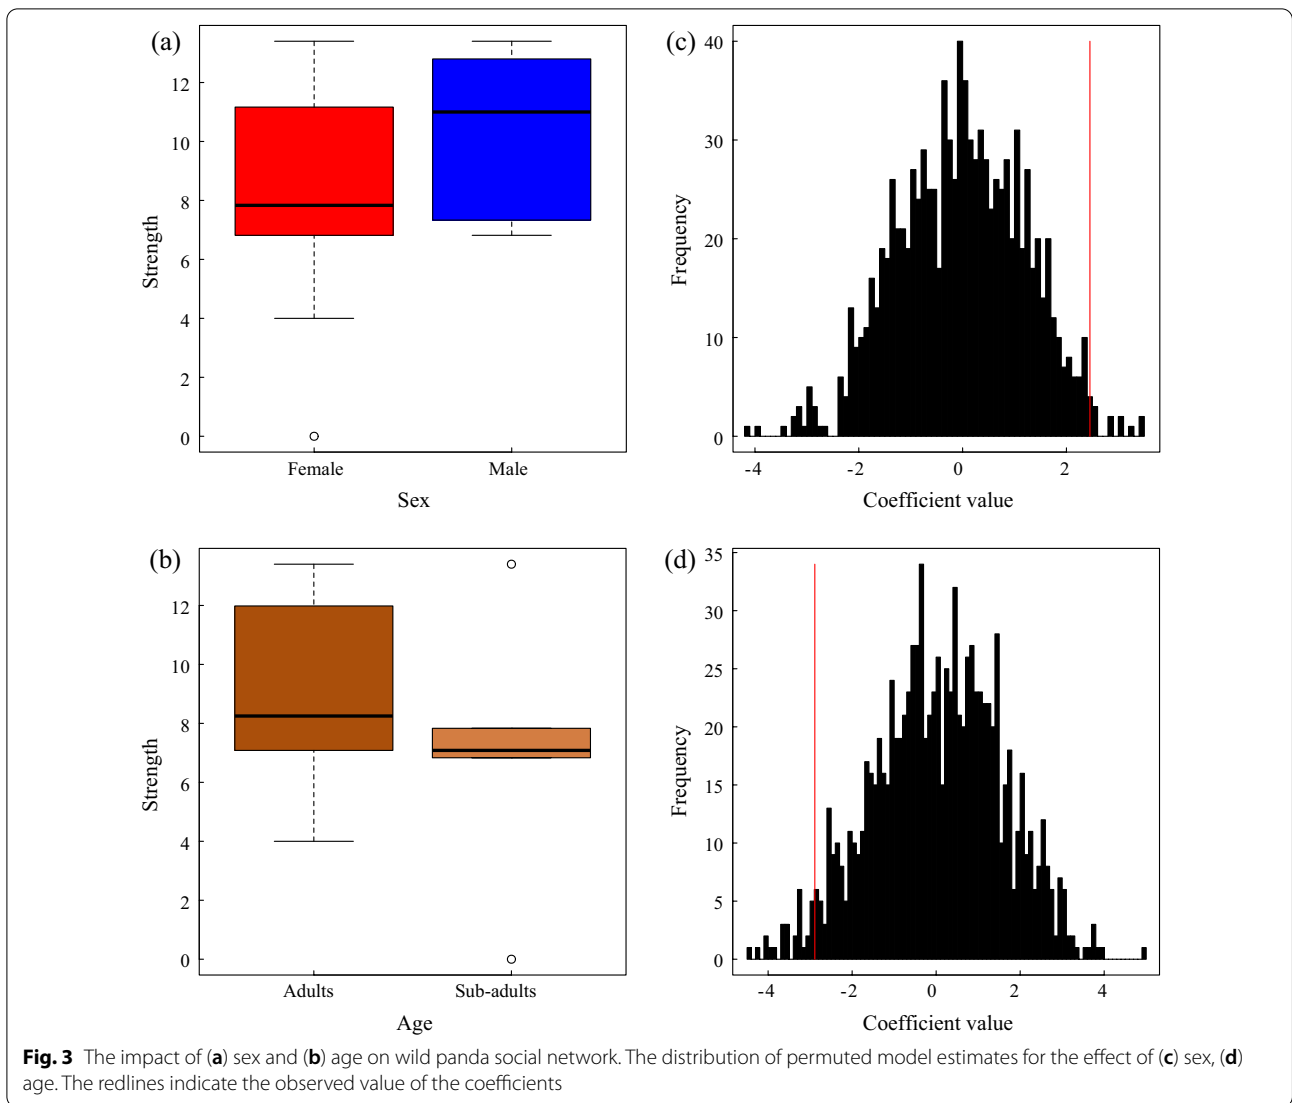 (a)
12
10
8
6
4
2
0
Strength
Female Male
Sex
(c)
40
30
20
10
0
Frequency
-4 -2 0 2
Coefficient value
(b)
12
10
8
6
4
2
0
Strength
Adults Sub-adults
Age
(d)
35
30
25
20
15
10
5
0
Frequency
-4 -2 0 2 4
Coefficient value
Fig. 3 The impact of (a) sex and (b) age on wild panda social network. The distribution of permuted model estimates for the effect of (c) sex, (d)
age. The redlines indicate the observed value of the coefficients